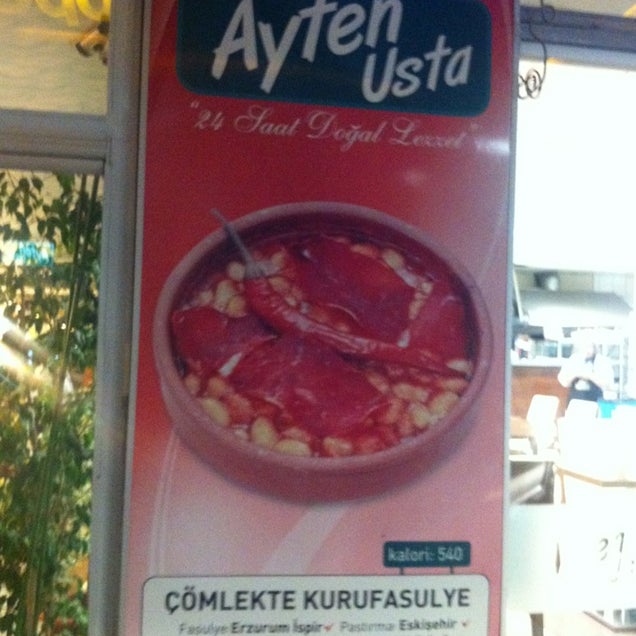 Ayten
Usta
"24 Saat Doğal Lezzet"
kalori: 540
ÇÖMLEKTE KURUFASULYE
Fasulye: Erzurum İspir✓ Pastırma: Eskişehir ✓